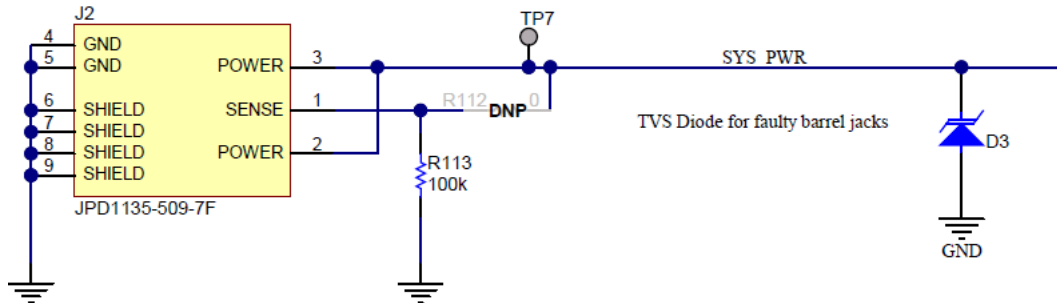 J2
TP7
4 GND
5 GND
POWER 3
SYS_PWR
6 SHIELD
SENSE 1
R112 DNP 0
7 SHIELD
TVS Diode for faulty barrel jacks
8 SHIELD
POWER 2
9 SHIELD
D3
R113
100k
JPD1135-509-7F
GND